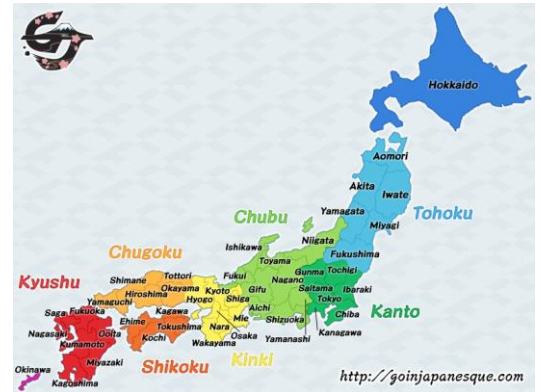 Hokkaido
Aomori
Akita
Iwate
Yamagata
Miyagi
Tohoku
Chubu
Niigata
Ishikawa
Fukushima
Toyama
Chugoku
Gunma Tochigi
Tottori
Fukui
Nagano
Kyushu
Shimane
Okayama
Kyoto
Gifu
Saitama
Ibaraki
Hiroshima
Hyogo
Shiga
Tokyo
Yamaguchi
Kagawa
Aichi
Chiba
Kanto
Saga Fukuoka
Ehime
Tokushima
Mie
Shizuoka
Kanagawa
Nagasaki
Ooita
Kochi
Nara
Osaka
Yamanashi
Kumamoto
Wakayama
Miyazaki
Shikoku
Kinki
Okinawa
Kagoshima
http://goinjapanesque.com